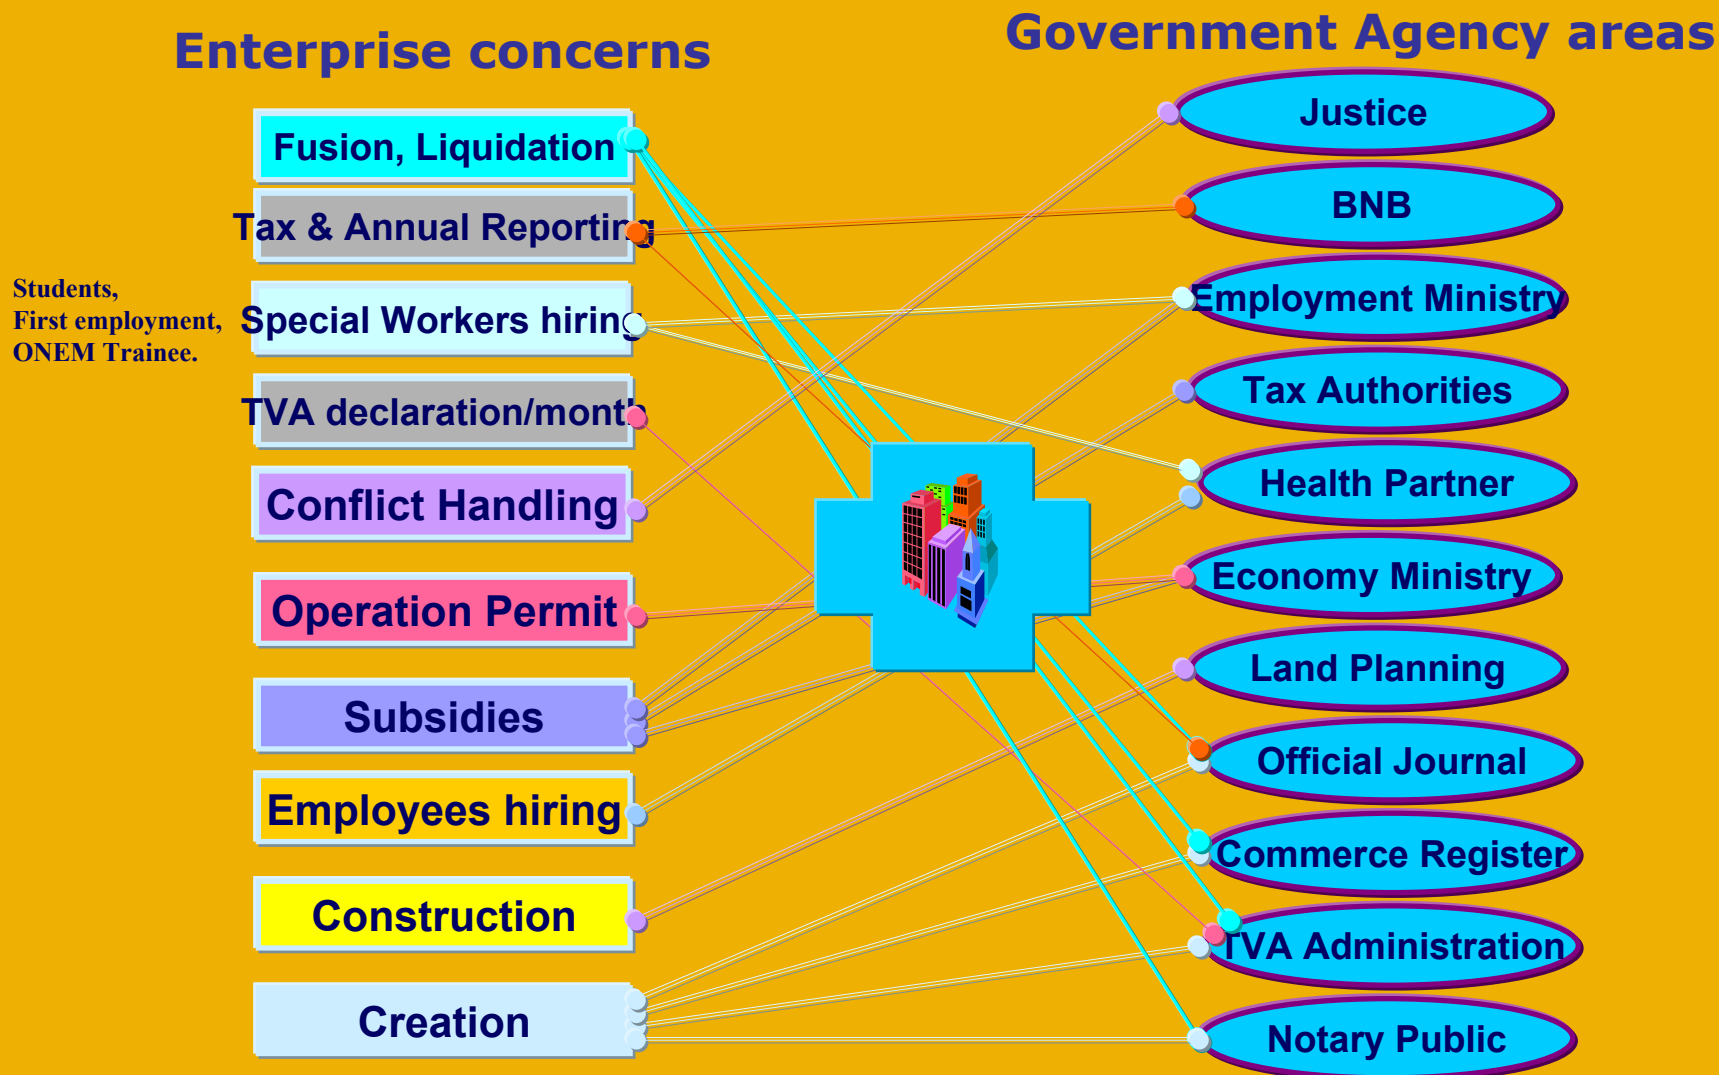 Enterprise concerns
Fusion, Liquidation
Tax & Annual Reporting
Students,
First employment,
ONEM Trainee.
Special Workers hiring
TVA declaration/month
Conflict Handling
Operation Permit
Subsidies
Employees hiring
Construction
Creation
Government Agency areas
Justice
BNB
Employment Ministry
Tax Authorities
Health Partner
Economy Ministry
Land Planning
Official Journal
Commerce Register
TVA Administration
Notary Public